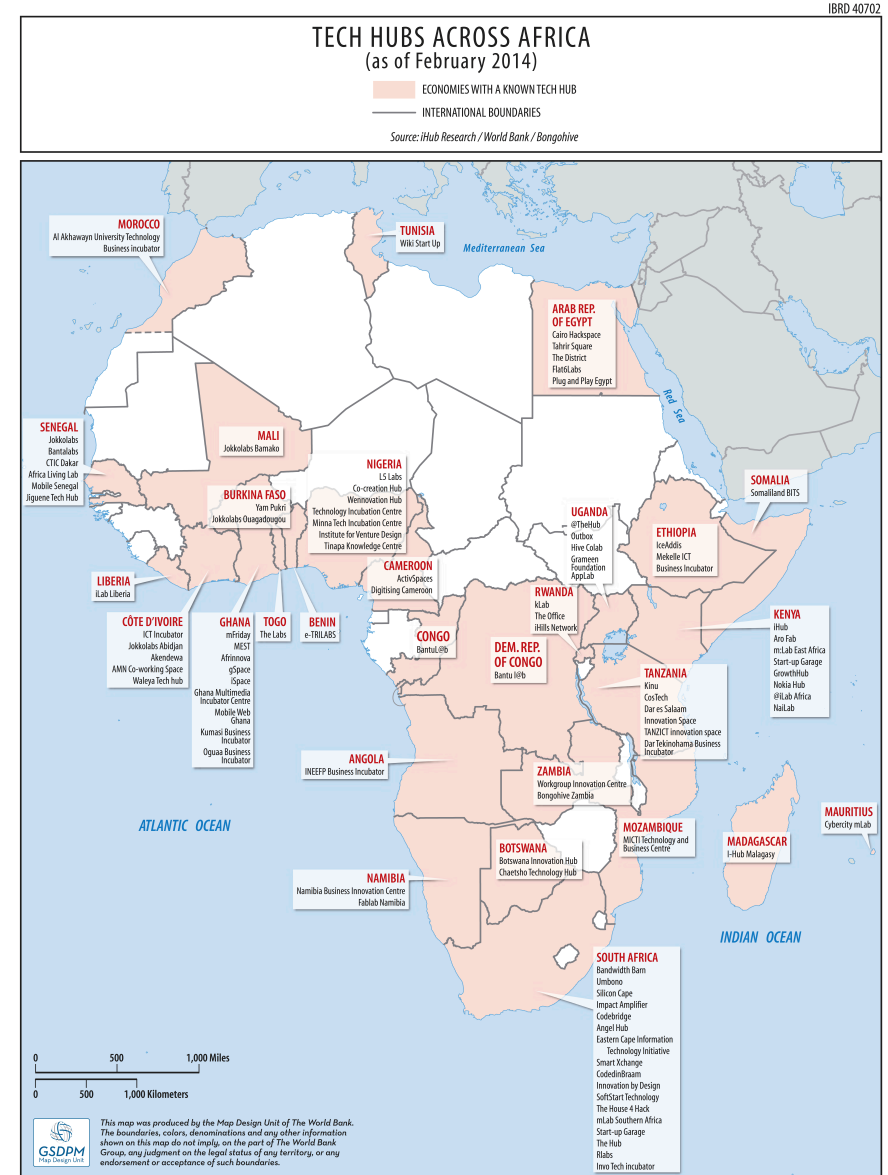 IBRD 40702
TECH HUBS ACROSS AFRICA
(as of February 2014)
ECONOMIES WITH A KNOWN TECH HUB
INTERNATIONAL BOUNDARIES
Source: iHub Research / World Bank / Bongohive
MOROCCO
Al Akhawayn University Technology
Business incubator
TUNISIA
Wiki Start Up
Mediterranean Sea
ARAB REP.
OF EGYPT
Cairo Hackspace
Tahrir Square
The District
Flat6Labs
Plug and Play Egypt
Red Sea
SENEGAL
Jokkolabs
Bantalabs
CTIC Dakar
Africa Living Lab
Mobile Senegal
Jiguene Tech Hub
MALI
Jokkolabs Bamako
BURKINA FASO
Yam Pukri
Jokkolabs Ouagadougou
NIGERIA
L5 Labs
Co-creation Hub
Wennovation Hub
Technology Incubation Centre
Minna Tech Incubation Centre
Institute for Venture Design
Tinapa Knowledge Centre
CAMEROON
ActivSpaces
Digitising Cameroon
UGANDA
@TheHub
Outbox
Hive Colab
Grameen
Foundation
AppLab
ETHIOPIA
IceAddis
Mekelle ICT
Business Incubator
SOMALIA
Somaliland BITS
LIBERIA
iLab Liberia
CÔTE D'IVOIRE
ICT Incubator
Jokkolabs Abidjan
Akendewa
AMN Co-working Space
Waleya Tech hub
GHANA
mFriday
MEST
Afrinnova
gSpace
iSpace
Ghana Multimedia
Incubator Centre
Mobile Web
Ghana
Kumasi Business
Incubator
Oguaa Business
Incubator
TOGO
The Labs
BENIN
e-TRILABS
CONGO
BantuL@b
RWANDA
kLab
The Office
iHills Network
DEM. REP.
OF CONGO
Bantu l@b
KENYA
iHub
Aro Fab
m:Lab East Africa
Start-up Garage
GrowthHub
Nokia Hub
@iLab Africa
NaiLab
TANZANIA
Kinu
CosTech
Dar es Salaam
Innovation Space
TANZICT innovation space
Dar Tekinohama Business
Incubator
ANGOLA
INEEFP Business Incubator
ZAMBIA
Workgroup Innovation Centre
Bongohive Zambia
ATLANTIC OCEAN
MOZAMBIQUE
MICTI Technology and
Business Centre
MADAGASCAR
I-Hub Malagasy
MAURITIUS
Cybercity mLab
BOTSWANA
Botswana Innovation Hub
Chaetsho Technology Hub
NAMIBIA
Namibia Business Innovation Centre
Fablab Namibia
INDIAN OCEAN
SOUTH AFRICA
Bandwidth Barn
Umbono
Silicon Cape
Impact Amplifier
Codebridge
Angel Hub
Eastern Cape Information
Technology Initiative
Smart Xchange
CodedinBraam
Innovation by Design
SoftStart Technology
The House 4 Hack
mLab Southern Africa
Start-up Garage
The Hub
Rlabs
Invo Tech incubator
0 500 1,000 Miles
0 500 1,000 Kilometers
GSDPM
Map Design Unit
This map was produced by the Map Design Unit of The World Bank.
The boundaries, colors, denominations and any other information
shown on this map do not imply, on the part of The World Bank
Group, any judgment on the legal status of any territory, or any
endorsement or acceptance of such boundaries.